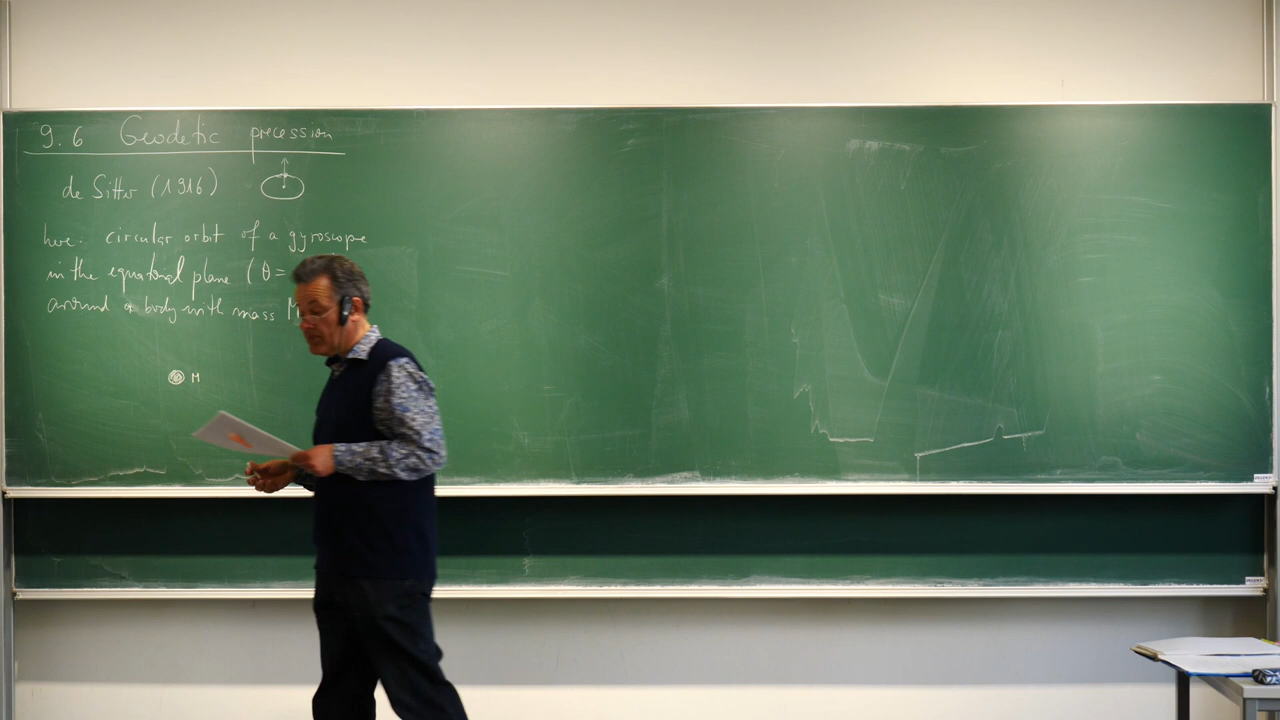 9.6 Geodetic precession
de Sitter (1916)
here: circular orbit of a gyroscope
in the equatorial plane (θ =
around a body with mass M
M